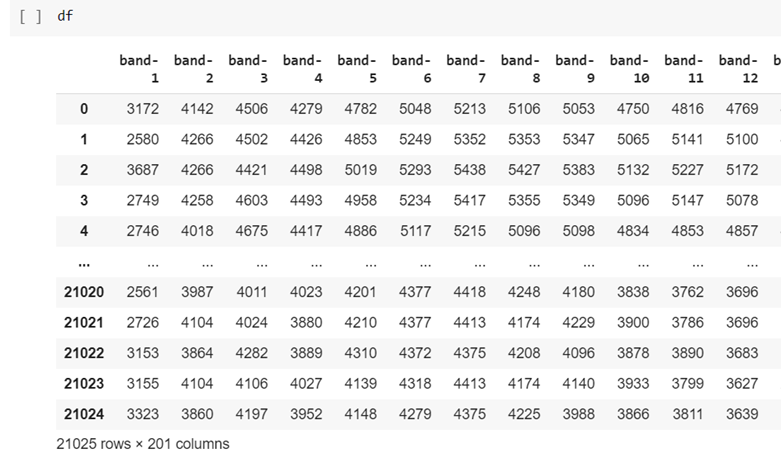 [ ] df
band- band- band- band- band- band- band- band- band- band- band- band- b
1 2 3 4 5 6 7 8 9 10 11 12
0 3172 4142 4506 4279 4782 5048 5213 5106 5053 4750 4816 4769
1 2580 4266 4502 4426 4853 5249 5352 5353 5347 5065 5141 5100
2 3687 4266 4421 4498 5019 5293 5438 5427 5383 5132 5227 5172
3 2749 4258 4603 4493 4958 5234 5417 5355 5349 5096 5147 5078
4 2746 4018 4675 4417 4886 5117 5215 5096 5098 4834 4853 4857
... ... ... ... ... ... ... ... ... ... ... ... ...
21020 2561 3987 4011 4023 4201 4377 4418 4248 4180 3838 3762 3696
21021 2726 4104 4024 3880 4210 4377 4413 4174 4229 3900 3786 3696
21022 3153 3864 4282 3889 4310 4372 4375 4208 4096 3878 3890 3683
21023 3155 4104 4106 4027 4139 4318 4413 4174 4140 3933 3799 3627
21024 3323 3860 4197 3952 4148 4279 4375 4225 3988 3866 3811 3639
21025 rows × 201 columns